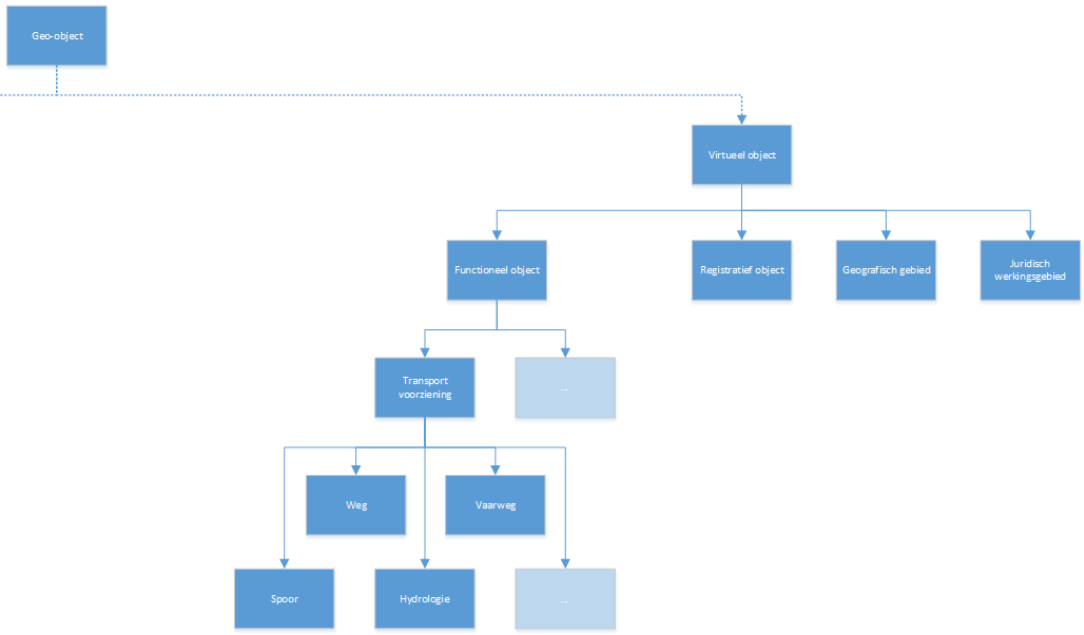 Geo-object
Virtueel object
Functioneel object
Registratief object
Geografisch gebied
Juridisch
werkingsgebied
Transport
voorziening
...
Weg
Vaarweg
Spoor
Hydrologie
...